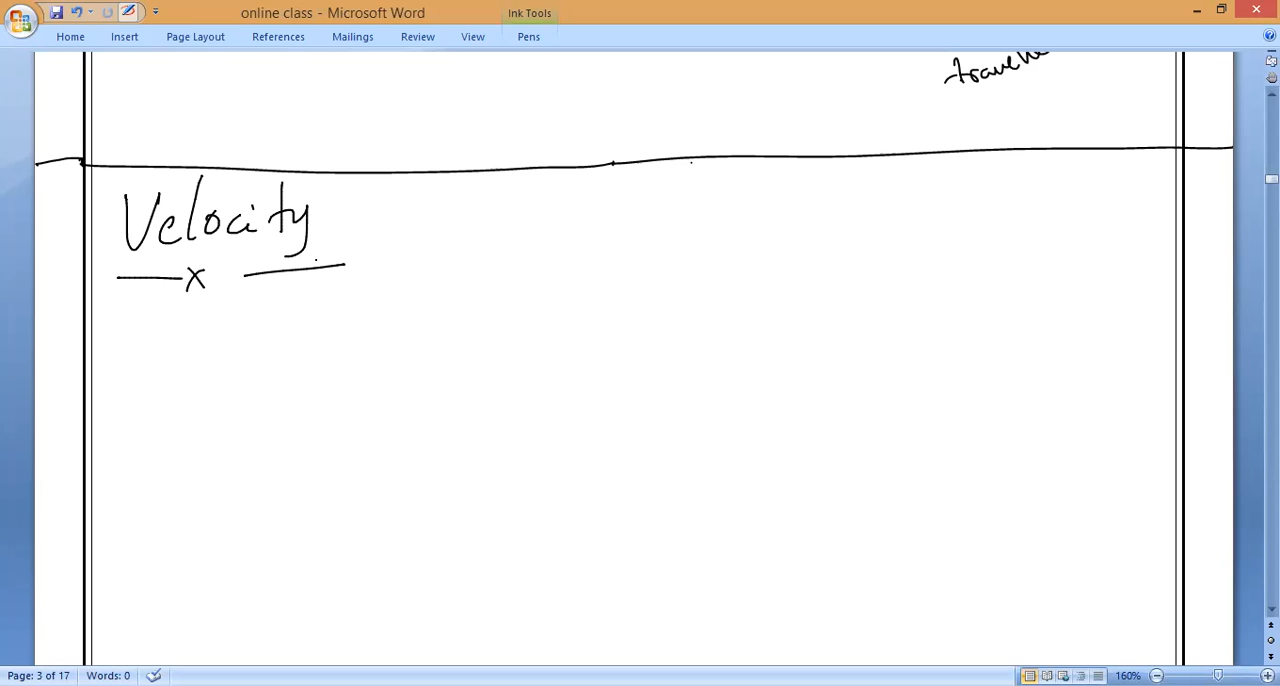 online class - Microsoft Word
Ink Tools
Home Insert Page Layout References Mailings Review View Pens
Velocity
x
Page: 3 of 17 Words: 0 160%